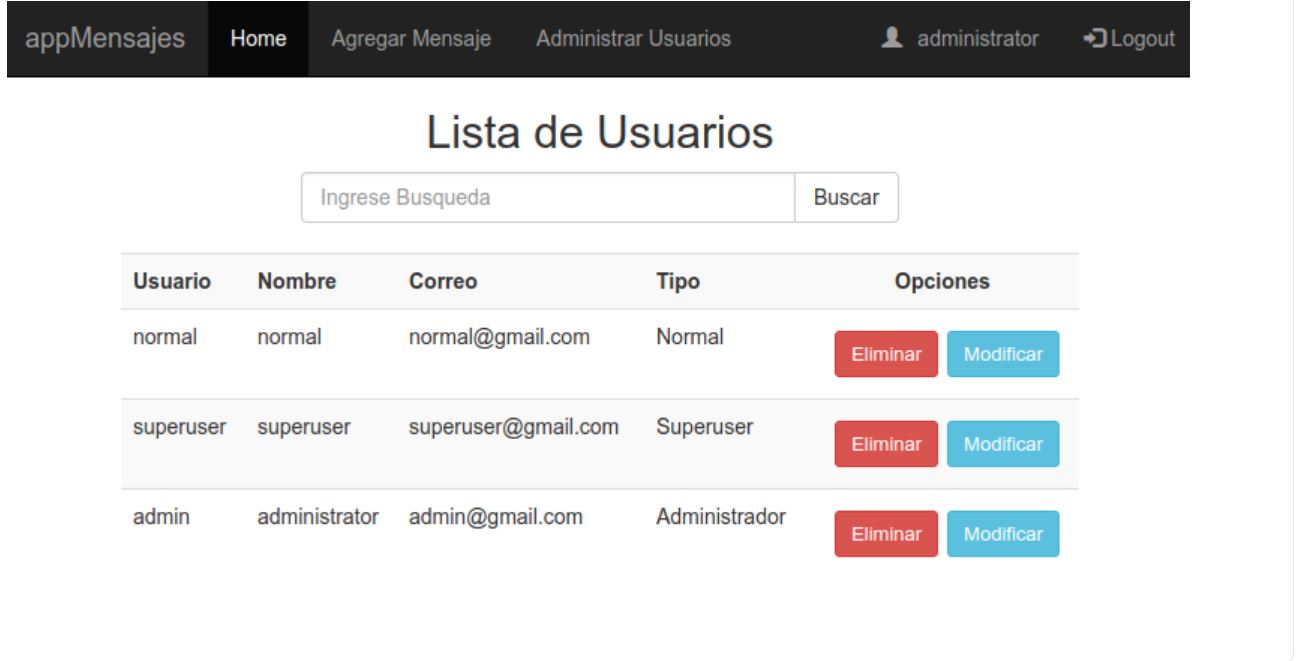 appMensajes Home Agregar Mensaje Administrar Usuarios administrator Logout
Lista de Usuarios
Ingrese Busqueda Buscar
Usuario Nombre Correo Tipo Opciones
normal normal normal@gmail.com Normal Eliminar Modificar
superuser superuser superuser@gmail.com Superuser Eliminar Modificar
admin administrator admin@gmail.com Administrador Eliminar Modificar